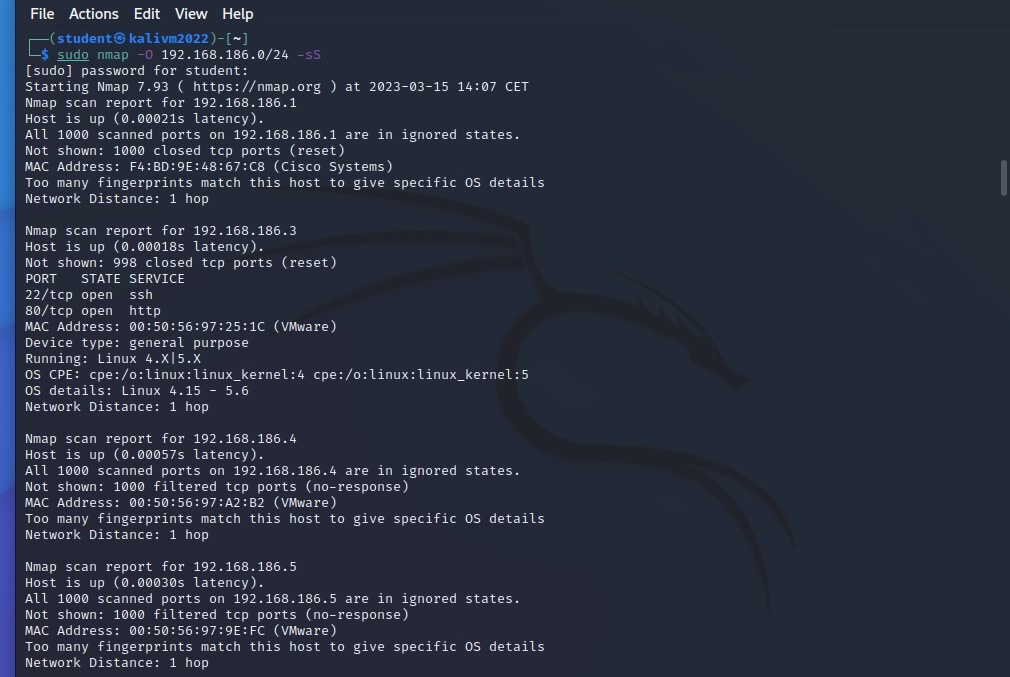 File Actions Edit View Help
┌──(student㉿kalivm2022)-[~]
└─$ sudo nmap -O 192.168.186.0/24 -sS
[sudo] password for student:
Starting Nmap 7.93 ( https://nmap.org ) at 2023-03-15 14:07 CET
Nmap scan report for 192.168.186.1
Host is up (0.00021s latency).
All 1000 scanned ports on 192.168.186.1 are in ignored states.
Not shown: 1000 closed tcp ports (reset)
MAC Address: F4:BD:9E:48:67:C8 (Cisco Systems)
Too many fingerprints match this host to give specific OS details
Network Distance: 1 hop

Nmap scan report for 192.168.186.3
Host is up (0.00018s latency).
Not shown: 998 closed tcp ports (reset)
PORT   STATE SERVICE
22/tcp open  ssh
80/tcp open  http
MAC Address: 00:50:56:97:25:1C (VMware)
Device type: general purpose
Running: Linux 4.X|5.X
OS CPE: cpe:/o:linux:linux_kernel:4 cpe:/o:linux:linux_kernel:5
OS details: Linux 4.15 - 5.6
Network Distance: 1 hop

Nmap scan report for 192.168.186.4
Host is up (0.00057s latency).
All 1000 scanned ports on 192.168.186.4 are in ignored states.
Not shown: 1000 filtered tcp ports (no-response)
MAC Address: 00:50:56:97:A2:B2 (VMware)
Too many fingerprints match this host to give specific OS details
Network Distance: 1 hop

Nmap scan report for 192.168.186.5
Host is up (0.00030s latency).
All 1000 scanned ports on 192.168.186.5 are in ignored states.
Not shown: 1000 filtered tcp ports (no-response)
MAC Address: 00:50:56:97:9E:FC (VMware)
Too many fingerprints match this host to give specific OS details
Network Distance: 1 hop